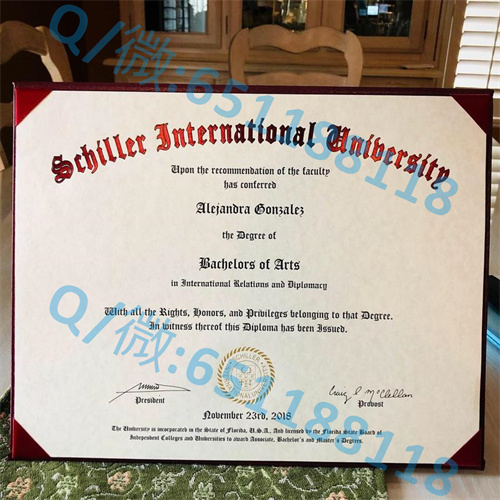 Q/微:651188118
Schiller International University
Upon the recommendation of the faculty
has conferred
Alejandra Gonzalez
the Degree of
Bachelors of Arts
in International Relations and Diplomacy
With all the Rights, Honors, and Privileges belonging to that Degree.
In witness thereof this Diploma has been Issued.
Q/微:651188118
SCHILLER
President
Craig S McClellan
Provost
November 23rd, 2018
The University is incorporated in the State of Florida, U.S.A. And licensed by the Florida State Board of
Independent Colleges and Universities to award Associate, Bachelor's and Master's Degrees.